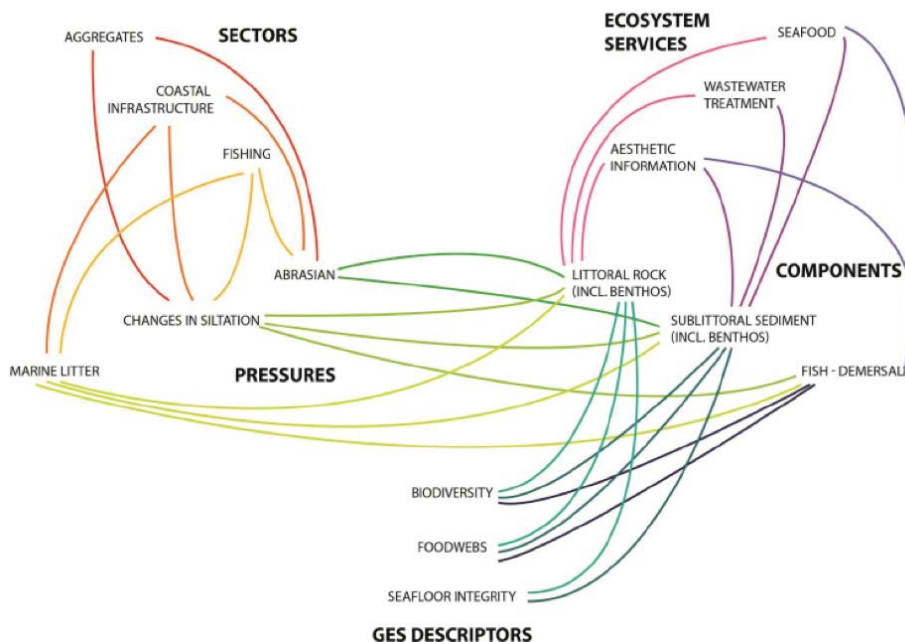 AGGREGATES
SECTORS
COASTAL
INFRASTRUCTURE
FISHING
ECOSYSTEM
SERVICES
SEAFOOD
WASTEWATER
TREATMENT
AESTHETIC
INFORMATION
ABRASIAN
CHANGES IN SILTATION
MARINE LITTER
PRESSURES
LITTORAL ROCK
(INCL. BENTHOS)
COMPONENTS
SUBLITTORAL SEDIMENT
(INCL. BENTHOS)
FISH - DEMERSAL
BIODIVERSITY
FOODWEBS
SEAFLOOR INTEGRITY
GES DESCRIPTORS